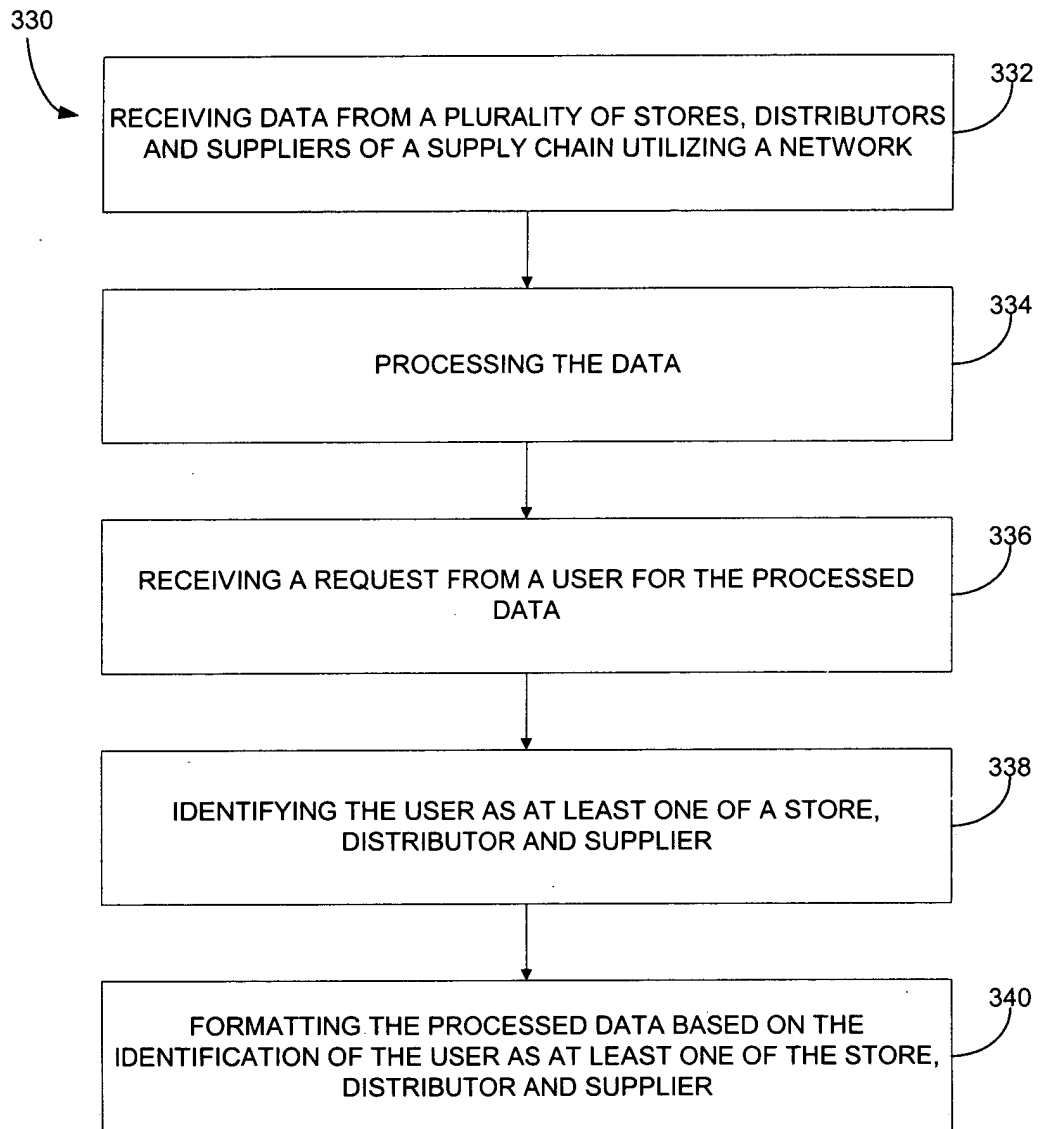 330
332
RECEIVING DATA FROM A PLURALITY OF STORES, DISTRIBUTORS
AND SUPPLIERS OF A SUPPLY CHAIN UTILIZING A NETWORK
334
PROCESSING THE DATA
336
RECEIVING A REQUEST FROM A USER FOR THE PROCESSED
DATA
338
IDENTIFYING THE USER AS AT LEAST ONE OF A STORE,
DISTRIBUTOR AND SUPPLIER
340
FORMATTING THE PROCESSED DATA BASED ON THE
IDENTIFICATION OF THE USER AS AT LEAST ONE OF THE STORE,
DISTRIBUTOR AND SUPPLIER